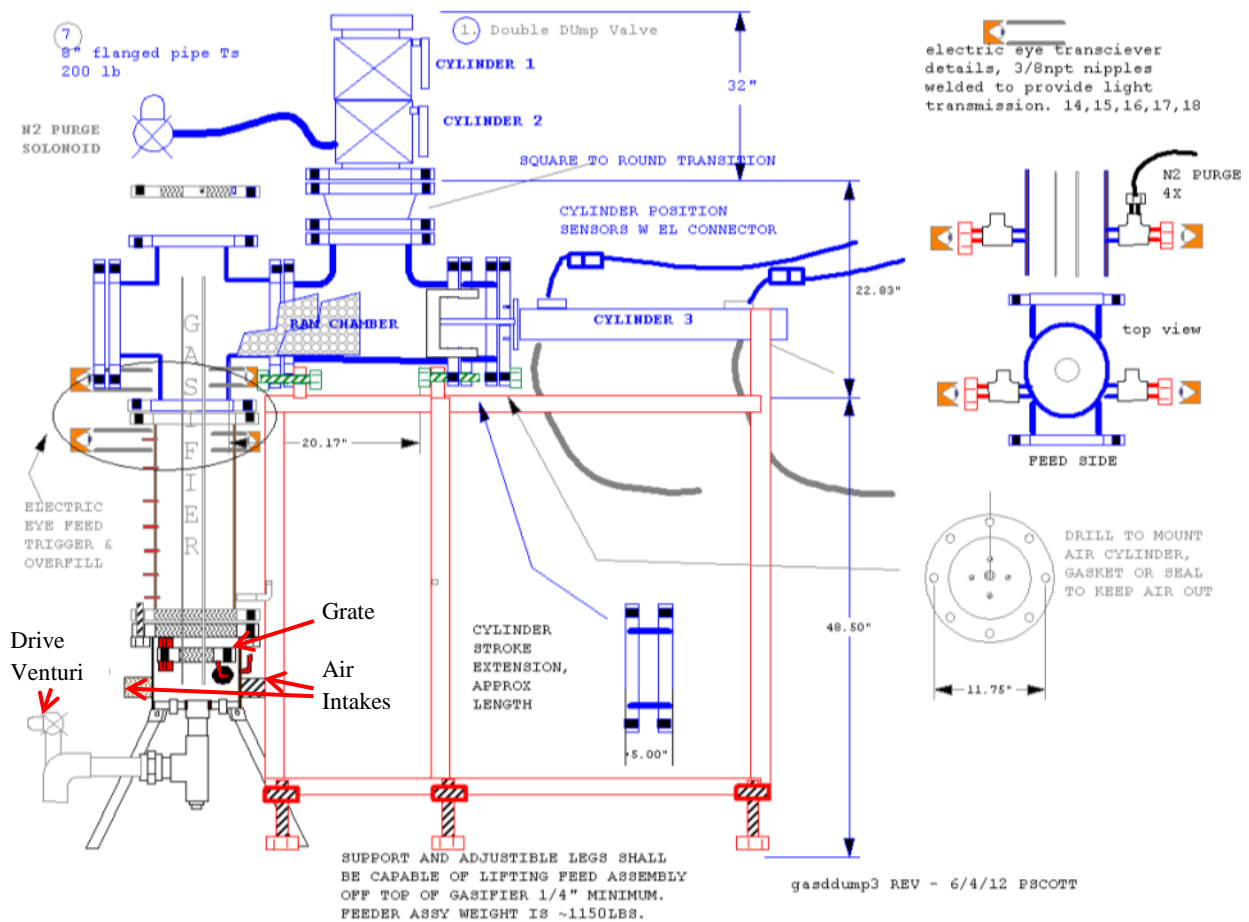 7
8" flanged pipe Ts
200 lb
1. Double DUmp Valve
CYLINDER 1
32"
electric eye transciever
details, 3/8npt nipples
welded to provide light
transmission. 14,15,16,17,18
CYLINDER 2
N2 PURGE
SOLONOID
SQUARE TO ROUND TRANSITION
N2 PURGE
4X
CYLINDER POSITION
SENSORS W EL CONNECTOR
22.83"
RAM CHAMBER
CYLINDER 3
top view
GASIFIER
20.17"
FEED SIDE
ELECTRIC
EYE FEED
TRIGGER &
OVERFILL
DRILL TO MOUNT
AIR CYLINDER,
GASKET OR SEAL
TO KEEP AIR OUT
Grate
48.50"
CYLINDER
STROKE
EXTENSION,
APPROX
LENGTH
Drive
Venturi
Air
Intakes
11.75"
5.00"
SUPPORT AND ADJUSTIBLE LEGS SHALL
BE CAPABLE OF LIFTING FEED ASSEMBLY
OFF TOP OF GASIFIER 1/4" MINIMUM.
FEEDER ASSY WEIGHT IS ~1150LBS.
gasddump3 REV - 6/4/12 PSCOTT